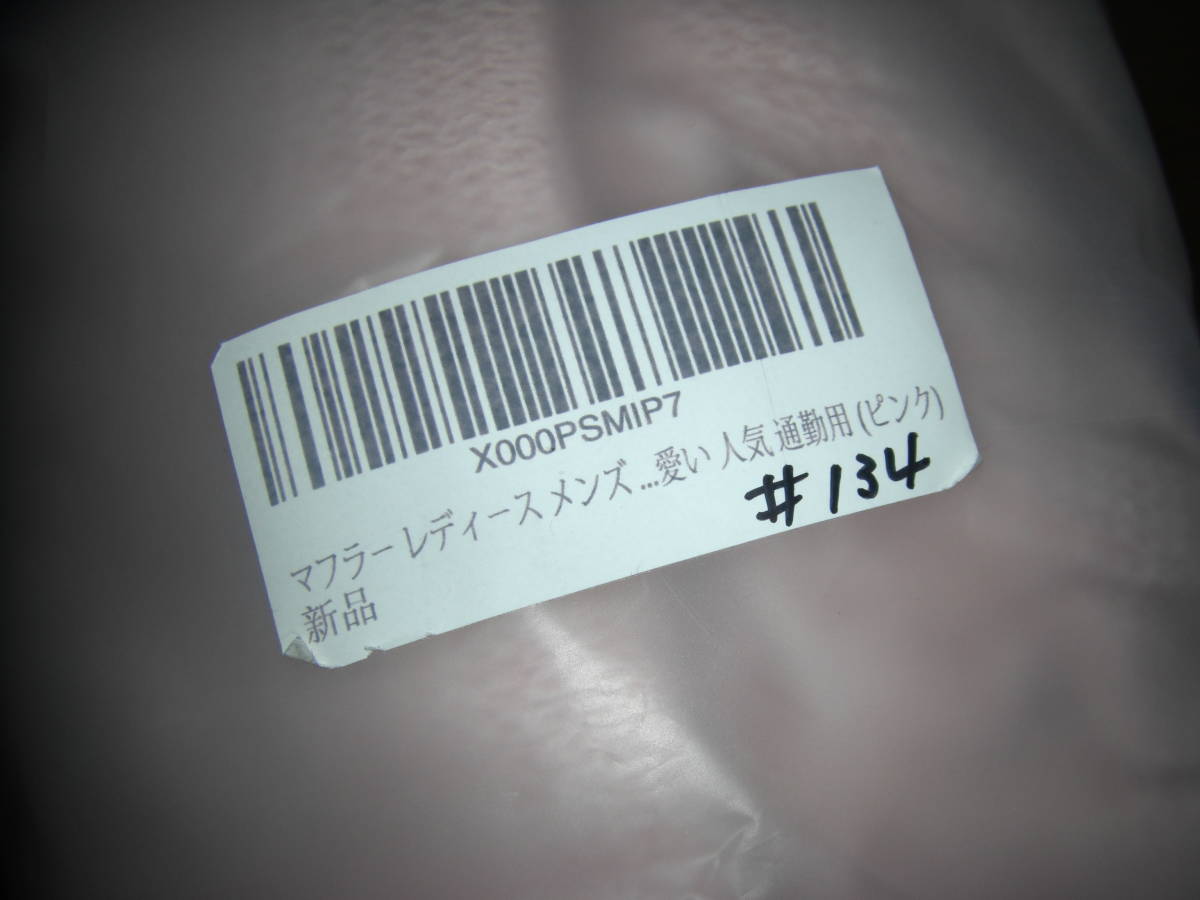 X000PSMIP7
マフラー レディース メンズ ...愛い 人気 通勤用 (ピンク)
新品
#134